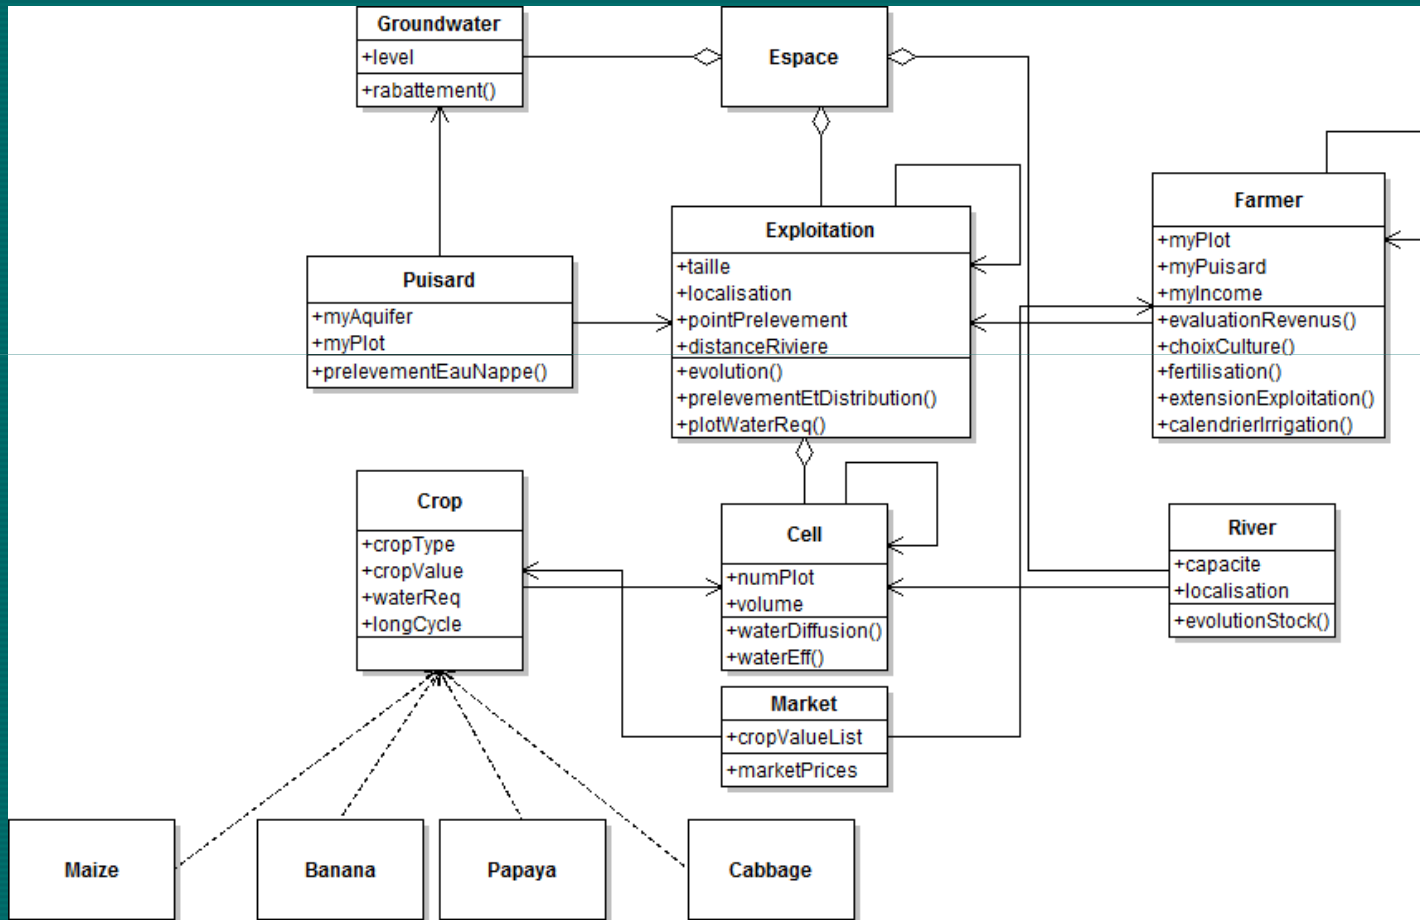 Groundwater
+level
+rabattement()
Espace
Exploitation
+taille
+localisation
+pointPrelevement
+distanceRiviere
+evolution()
+prelevementEtDistribution()
+plotWaterReq()
Farmer
+myPlot
+myPuisard
+myIncome
+evaluationRevenus()
+choixCulture()
+fertilisation()
+extensionExploitation()
+calendrierIrrigation()
Puisard
+myAquifer
+myPlot
+prelevementEauNappe()
Crop
+cropType
+cropValue
+waterReq
+longCycle
Cell
+numPlot
+volume
+waterDiffusion()
+waterEff()
River
+capacite
+localisation
+evolutionStock()
Market
+cropValueList
+marketPrices
Maize
Banana
Papaya
Cabbage